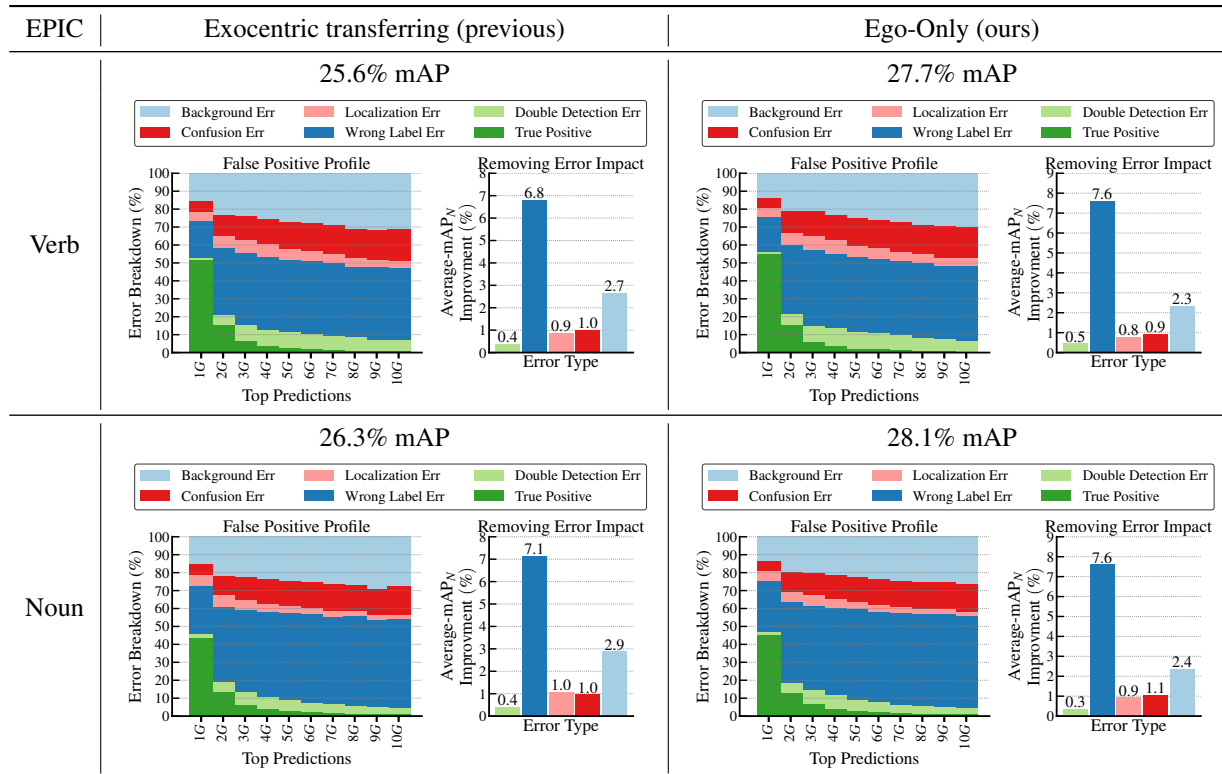 EPIC Exocentric transferring (previous) Ego-Only (ours)
Verb
25.6% mAP
Background Err Localization Err Double Detection Err
Confusion Err Wrong Label Err True Positive
False Positive Profile
Error Breakdown (%)
100
90
80
70
60
50
40
30
20
10
0
1G 2G 3G 4G 5G 6G 7G 8G 9G 10G
Top Predictions
Removing Error Impact
Average-mAP_N
Improvment (%)
8
7
6
5
4
3
2
1
0
0.4 6.8 0.9 1.0 2.7
Error Type
27.7% mAP
Background Err Localization Err Double Detection Err
Confusion Err Wrong Label Err True Positive
False Positive Profile
Error Breakdown (%)
100
90
80
70
60
50
40
30
20
10
0
1G 2G 3G 4G 5G 6G 7G 8G 9G 10G
Top Predictions
Removing Error Impact
Average-mAP_N
Improvment (%)
9
8
7
6
5
4
3
2
1
0
0.5 7.6 0.8 0.9 2.3
Error Type
Noun
26.3% mAP
Background Err Localization Err Double Detection Err
Confusion Err Wrong Label Err True Positive
False Positive Profile
Error Breakdown (%)
100
90
80
70
60
50
40
30
20
10
0
1G 2G 3G 4G 5G 6G 7G 8G 9G 10G
Top Predictions
Removing Error Impact
Average-mAP_N
Improvment (%)
8
7
6
5
4
3
2
1
0
0.4 7.1 1.0 1.0 2.9
Error Type
28.1% mAP
Background Err Localization Err Double Detection Err
Confusion Err Wrong Label Err True Positive
False Positive Profile
Error Breakdown (%)
100
90
80
70
60
50
40
30
20
10
0
1G 2G 3G 4G 5G 6G 7G 8G 9G 10G
Top Predictions
Removing Error Impact
Average-mAP_N
Improvment (%)
9
8
7
6
5
4
3
2
1
0
0.3 7.6 0.9 1.1 2.4
Error Type